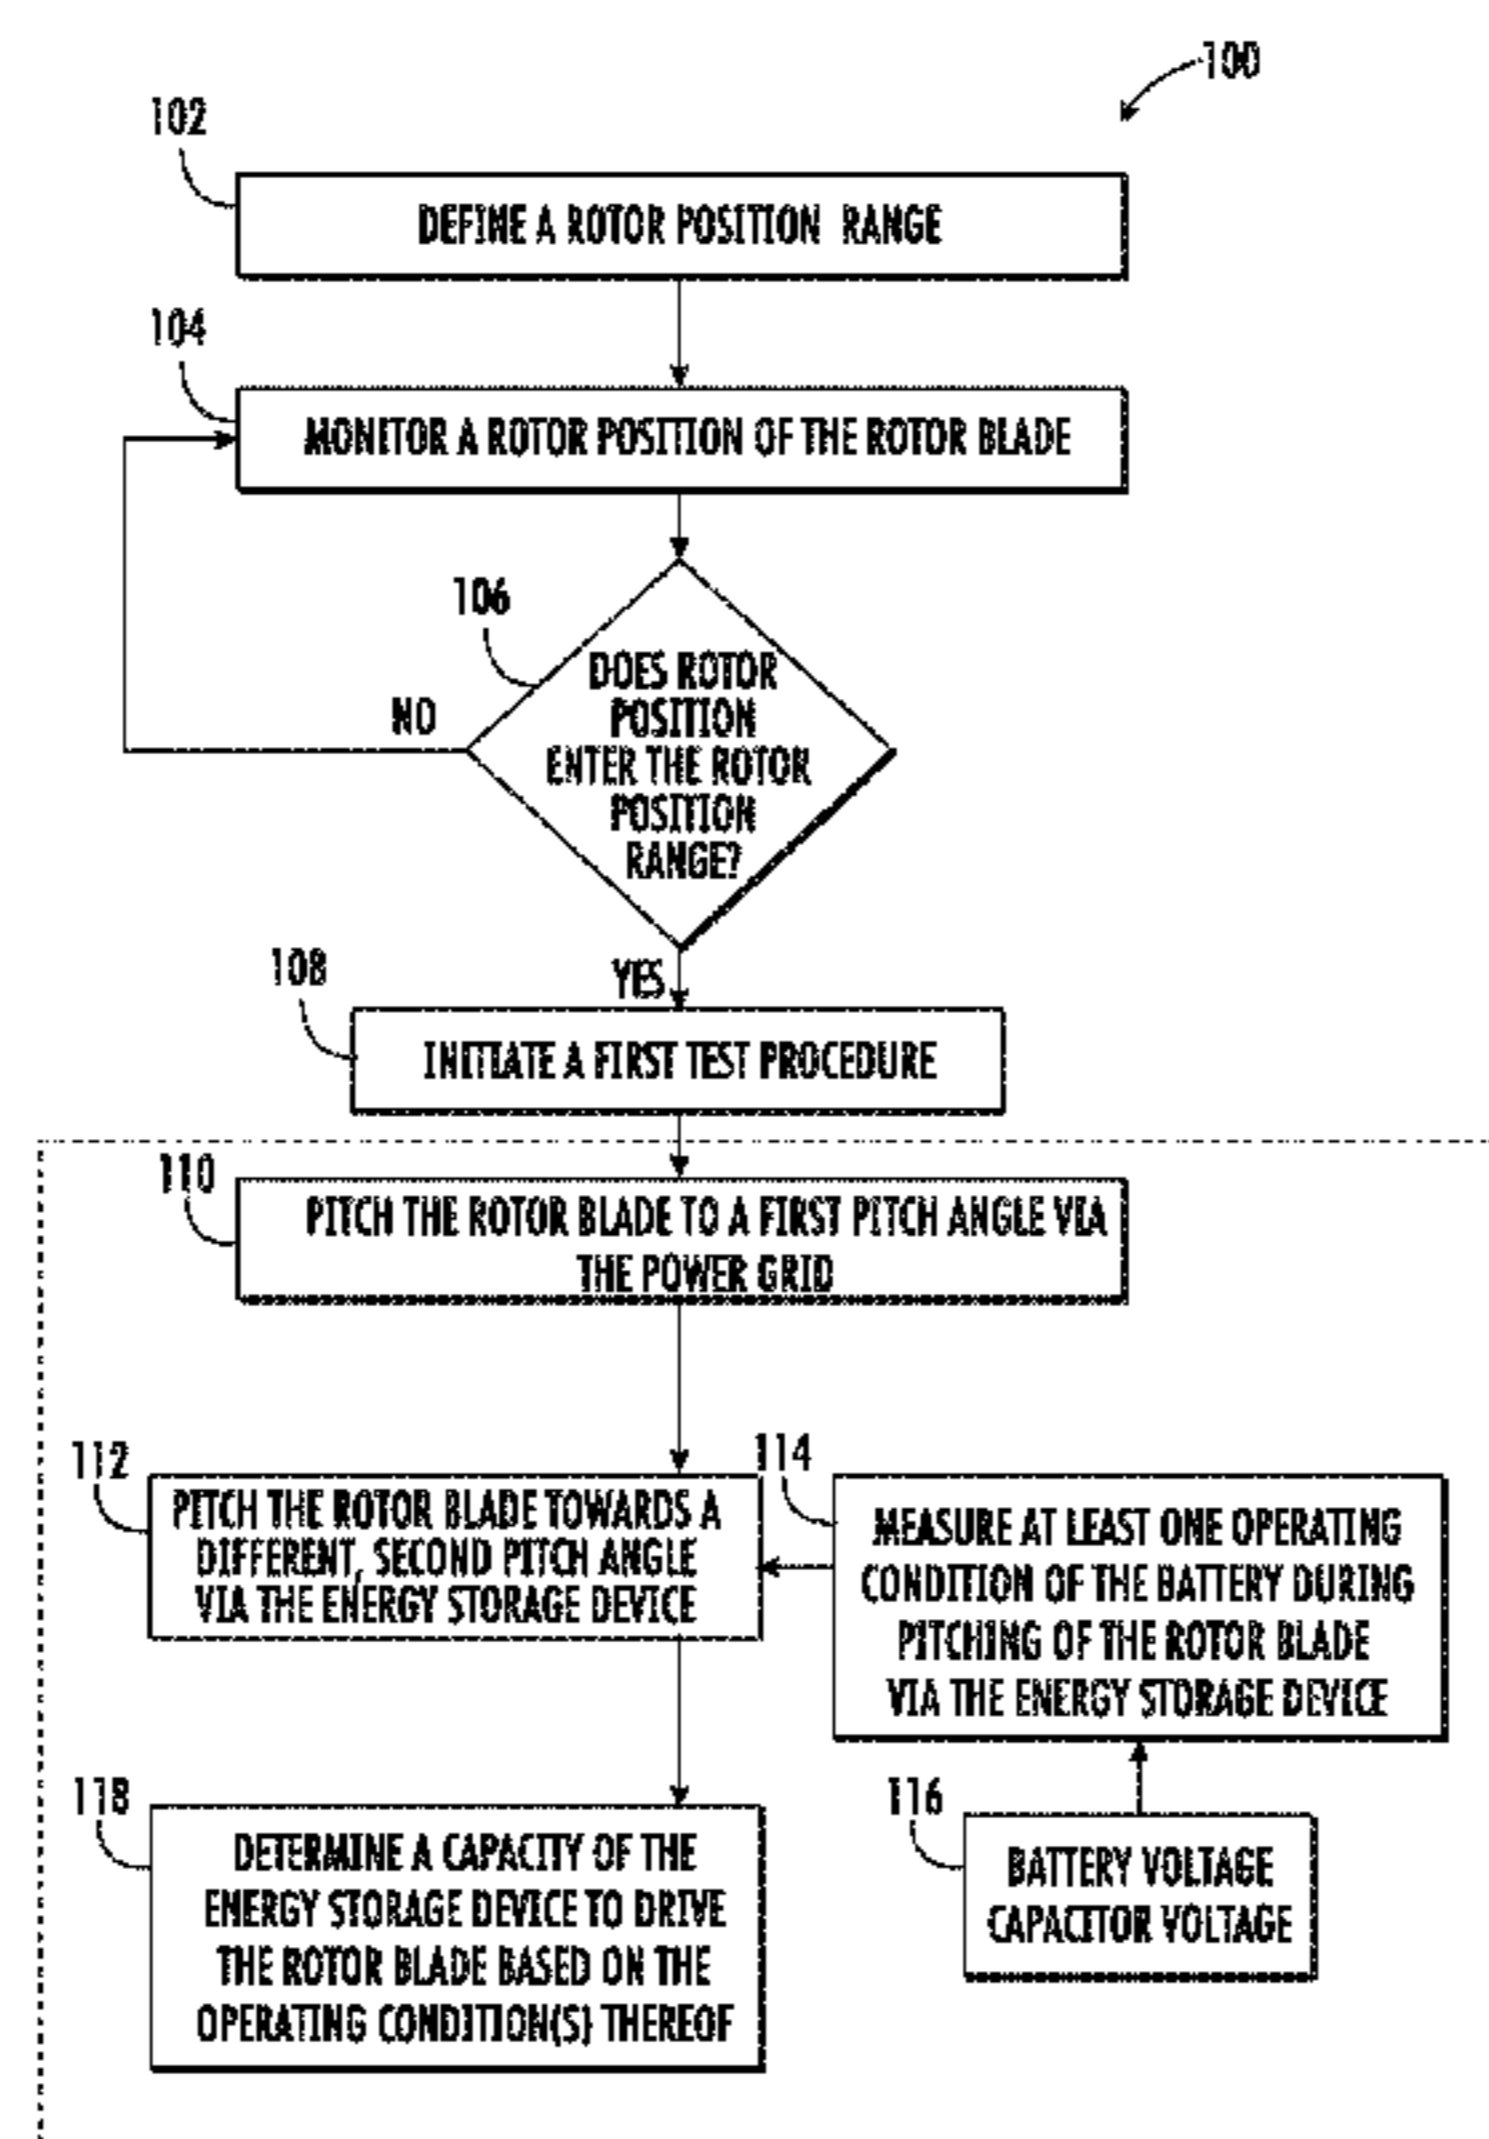 100
102
DEFINE A ROTOR POSITION RANGE
104
MONITOR A ROTOR POSITION OF THE ROTOR BLADE
106
DOES ROTOR
POSITION
ENTER THE ROTOR
POSITION
RANGE?
NO
YES
108
INITIATE A FIRST TEST PROCEDURE
110
PITCH THE ROTOR BLADE TO A FIRST PITCH ANGLE VIA
THE POWER GRID
112
PITCH THE ROTOR BLADE TOWARDS A
DIFFERENT, SECOND PITCH ANGLE
VIA THE ENERGY STORAGE DEVICE
114
MEASURE AT LEAST ONE OPERATING
CONDITION OF THE BATTERY DURING
PITCHING OF THE ROTOR BLADE
VIA THE ENERGY STORAGE DEVICE
116
BATTERY VOLTAGE
CAPACITOR VOLTAGE
118
DETERMINE A CAPACITY OF THE
ENERGY STORAGE DEVICE TO DRIVE
THE ROTOR BLADE BASED ON THE
OPERATING CONDITION(S) THEREOF